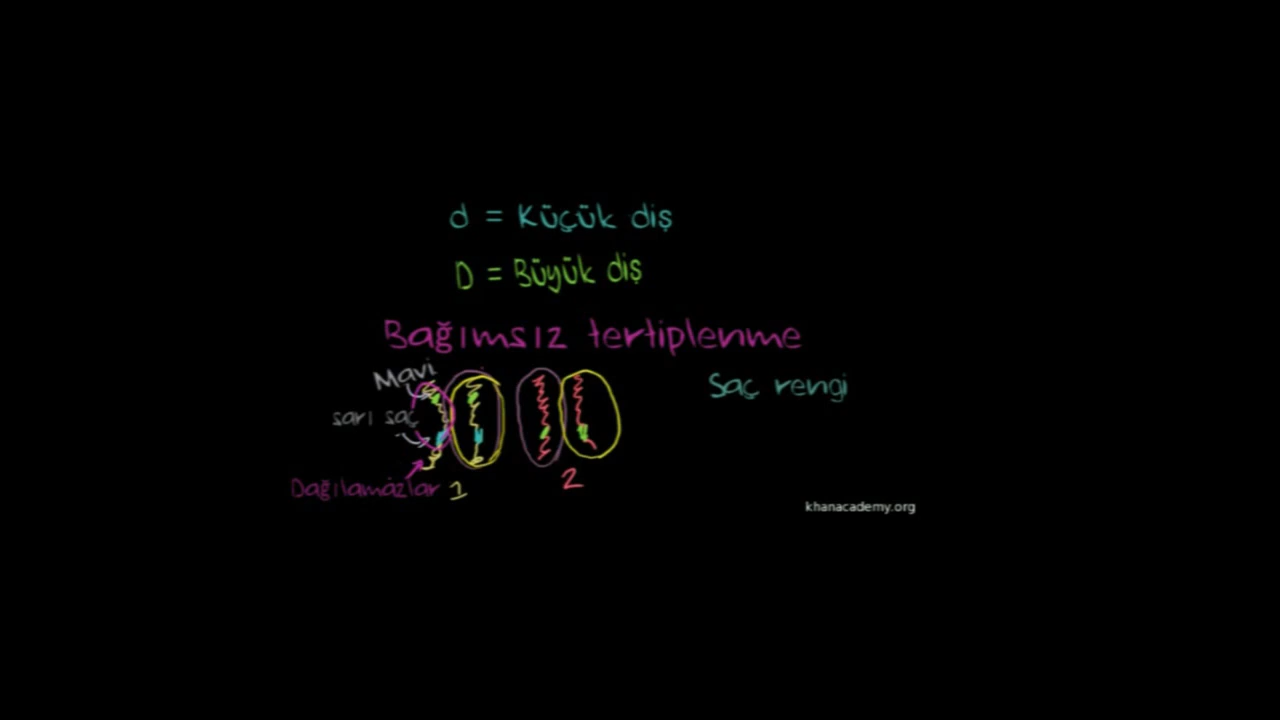 d = Küçük diş
D = Büyük diş
Bağımsız tertiplenme
Mavi
Saç rengi
sarı saç
Dağılamazlar 1
2
khanacademy.org